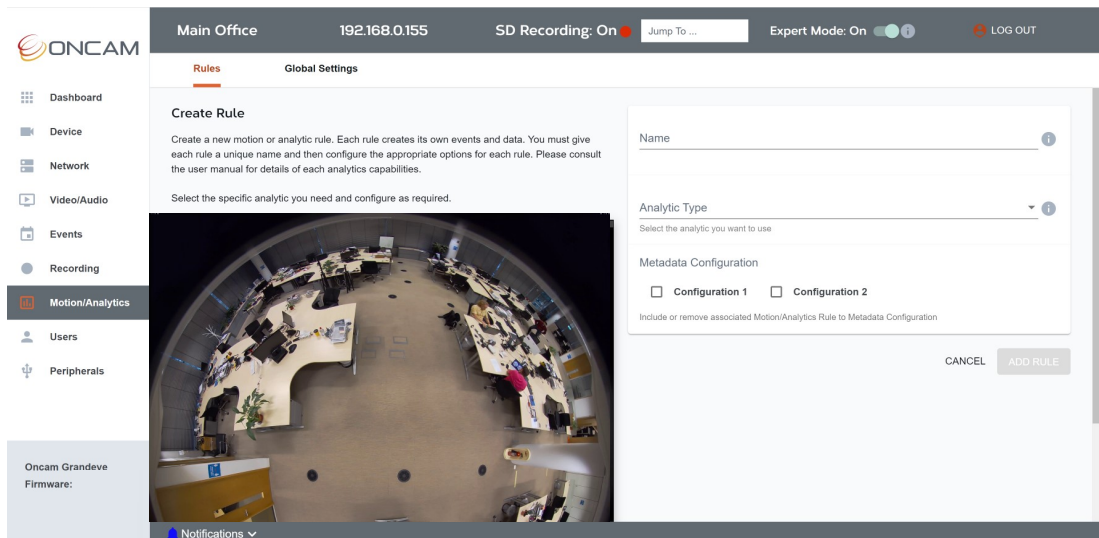 ONCAM
Main Office
192.168.0.155
SD Recording: On
Jump To ...
Expert Mode: On
LOG OUT
Rules
Global Settings
Dashboard
Device
Network
Video/Audio
Events
Recording
Motion/Analytics
Users
Peripherals
Oncam Grandeve
Firmware:
Create Rule
Create a new motion or analytic rule. Each rule creates its own events and data. You must give
each rule a unique name and then configure the appropriate options for each rule. Please consult
the user manual for details of each analytics capabilities.
Select the specific analytic you need and configure as required.
Name
Analytic Type
Select the analytic you want to use
Metadata Configuration
Configuration 1
Configuration 2
Include or remove associated Motion/Analytics Rule to Metadata Configuration
CANCEL
ADD RULE
Notifications